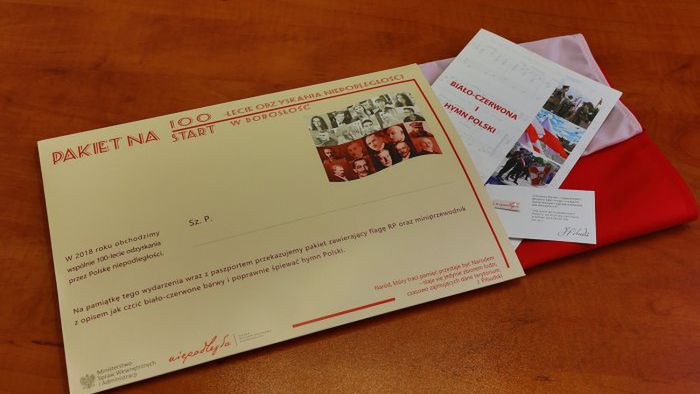 PAKIET NA 100 -LECIE ODZYSKANIA NIEPODLEGŁOŚCI
START W DOROSŁOŚĆ
Sz. P.
W 2018 roku obchodzimy
wspólnie 100-lecie odzyskania
przez Polskę niepodległości.
Na pamiątkę tego wydarzenia wraz z paszportem przekazujemy pakiet zawierający flagę RP oraz miniprzewodnik
z opisem jak czcić biało-czerwone barwy i poprawnie śpiewać hymn Polski.
Naród, który traci pamięć przestaje być Narodem
– staje się jedynie zbiorem ludzi,
czasowo zajmujących dane terytorium.
J. Piłsudski
Ministerstwo
Spraw Wewnętrznych
i Administracji
niepodległa
BIAŁO-CZERWONA
I
HYMN POLSKI
niepodległa